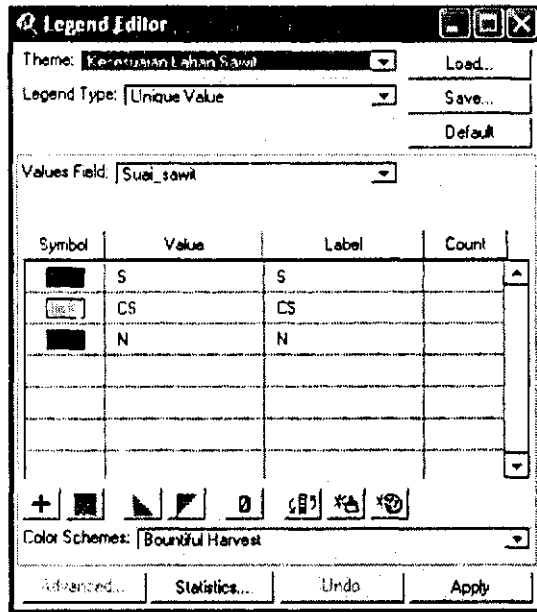 Legend Editor
Theme: Kesesuaian Lahan Sawit
Load...
Legend Type: Unique Value
Save...
Default
Values Field: Suai_sawit
Symbol Value Label Count
S S
CS CS
N N
Color Schemes: Bountiful Harvest
Advanced... Statistics... Undo Apply